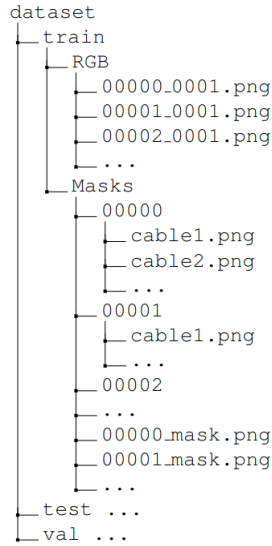 dataset
train
RGB
00000_0001.png
00001_0001.png
00002_0001.png
...
Masks
00000
cable1.png
cable2.png
...
00001
cable1.png
...
00002
...
00000_mask.png
00001_mask.png
...
test ...
val ...